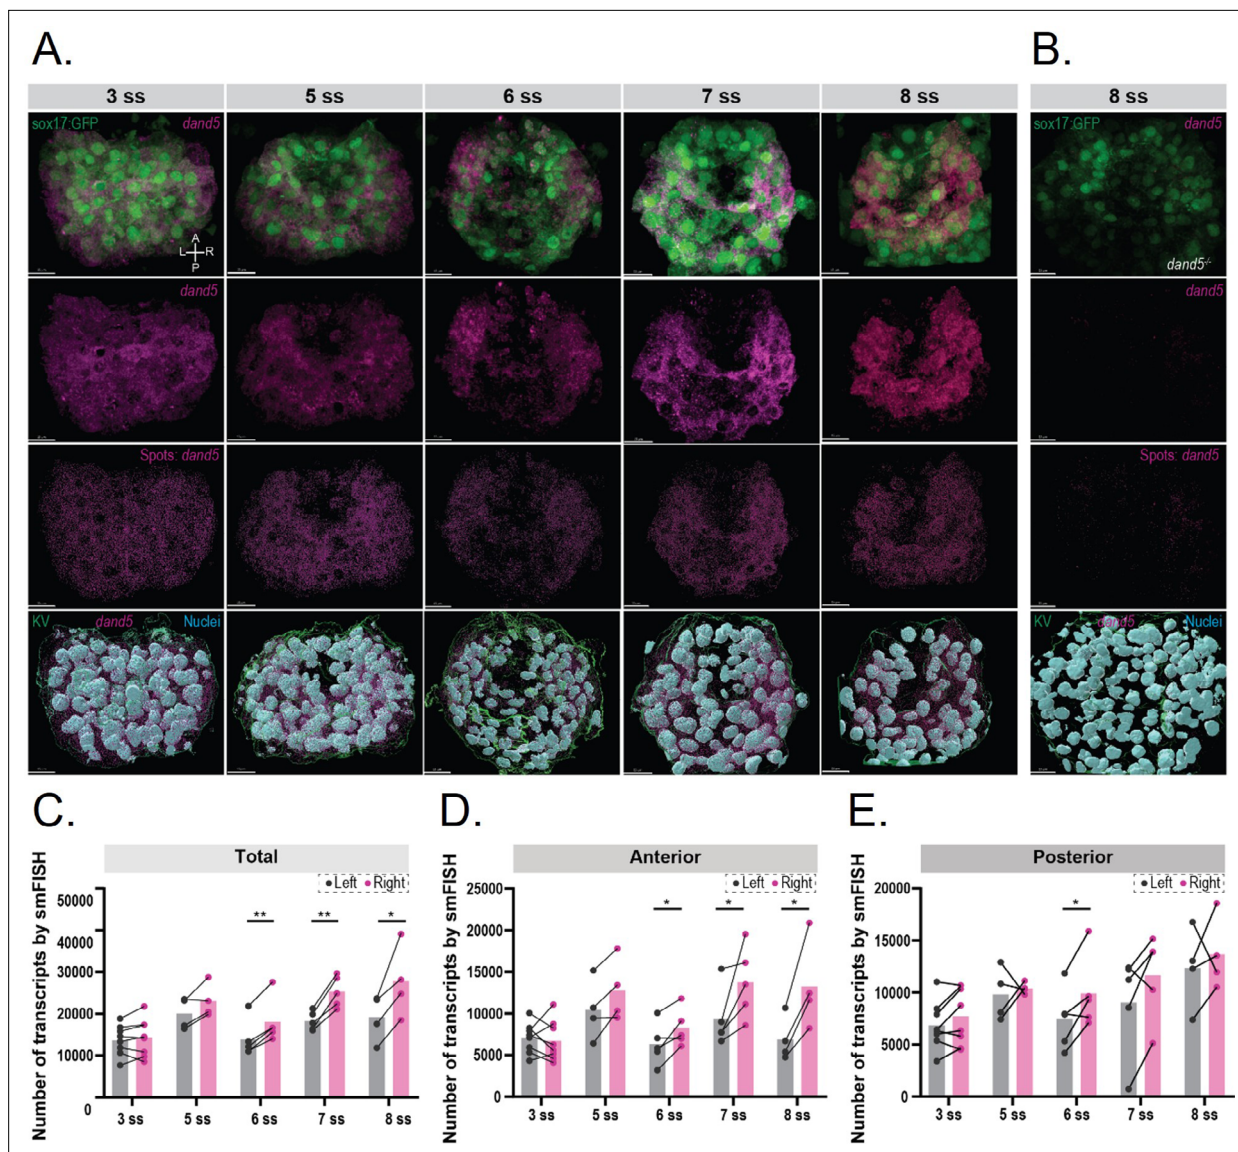 A.
B.
3 ss 5 ss 6 ss 7 ss 8 ss 8 ss
sox17:GFP dand5 sox17:GFP dand5
A
L R
P
dand5-/-
dand5 dand5
Spots: dand5 Spots: dand5
KV dand5 Nuclei KV dand5 Nuclei
C.
Total
Left Right
Number of transcripts by smFISH
50000
40000
30000
20000
10000
0
** ** *
3 ss 5 ss 6 ss 7 ss 8 ss
D.
Anterior
Left Right
Number of transcripts by smFISH
25000
20000
15000
10000
5000
0
* * *
3 ss 5 ss 6 ss 7 ss 8 ss
E.
Posterior
Left Right
Number of transcripts by smFISH
20000
15000
10000
5000
0
*
3 ss 5 ss 6 ss 7 ss 8 ss